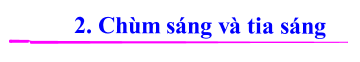 2. Chùm sáng và tia sáng